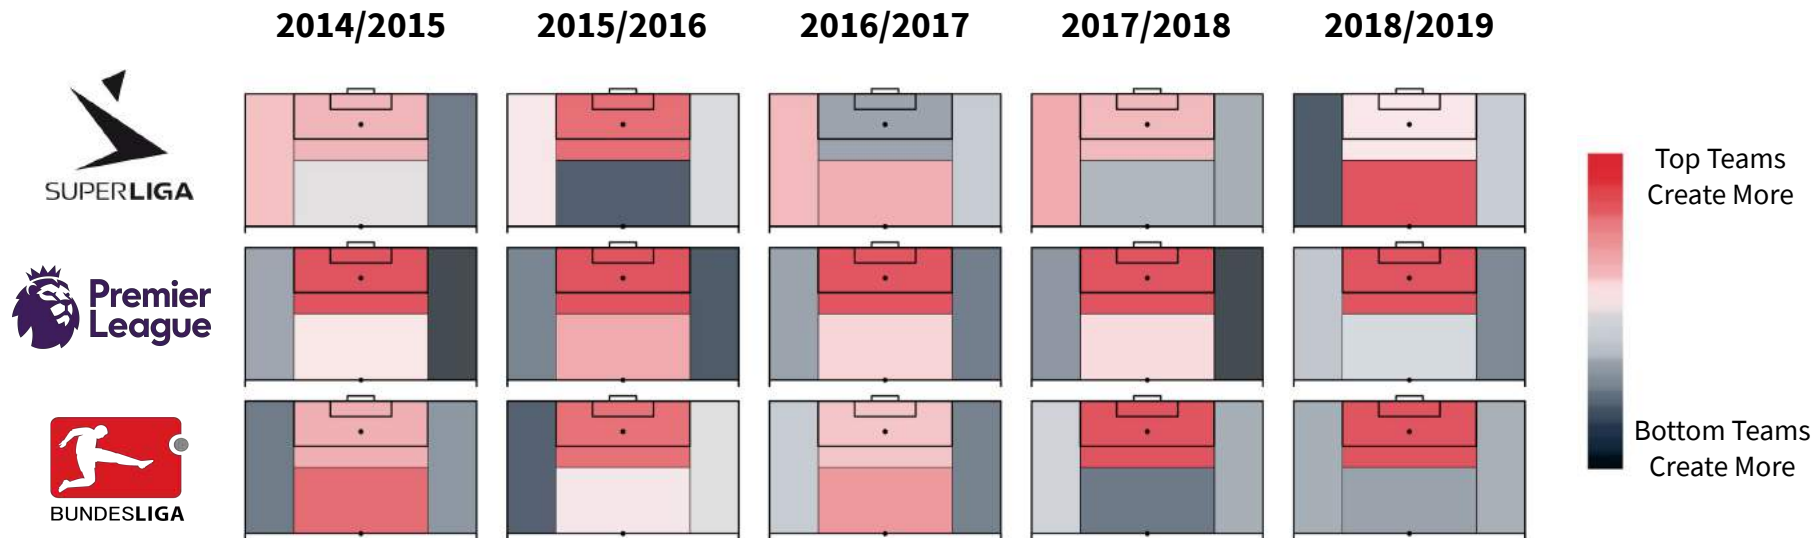 2014/2015 2015/2016 2016/2017 2017/2018 2018/2019
SUPERLIGA
Premier
League
BUNDESLIGA
Top Teams
Create More
Bottom Teams
Create More